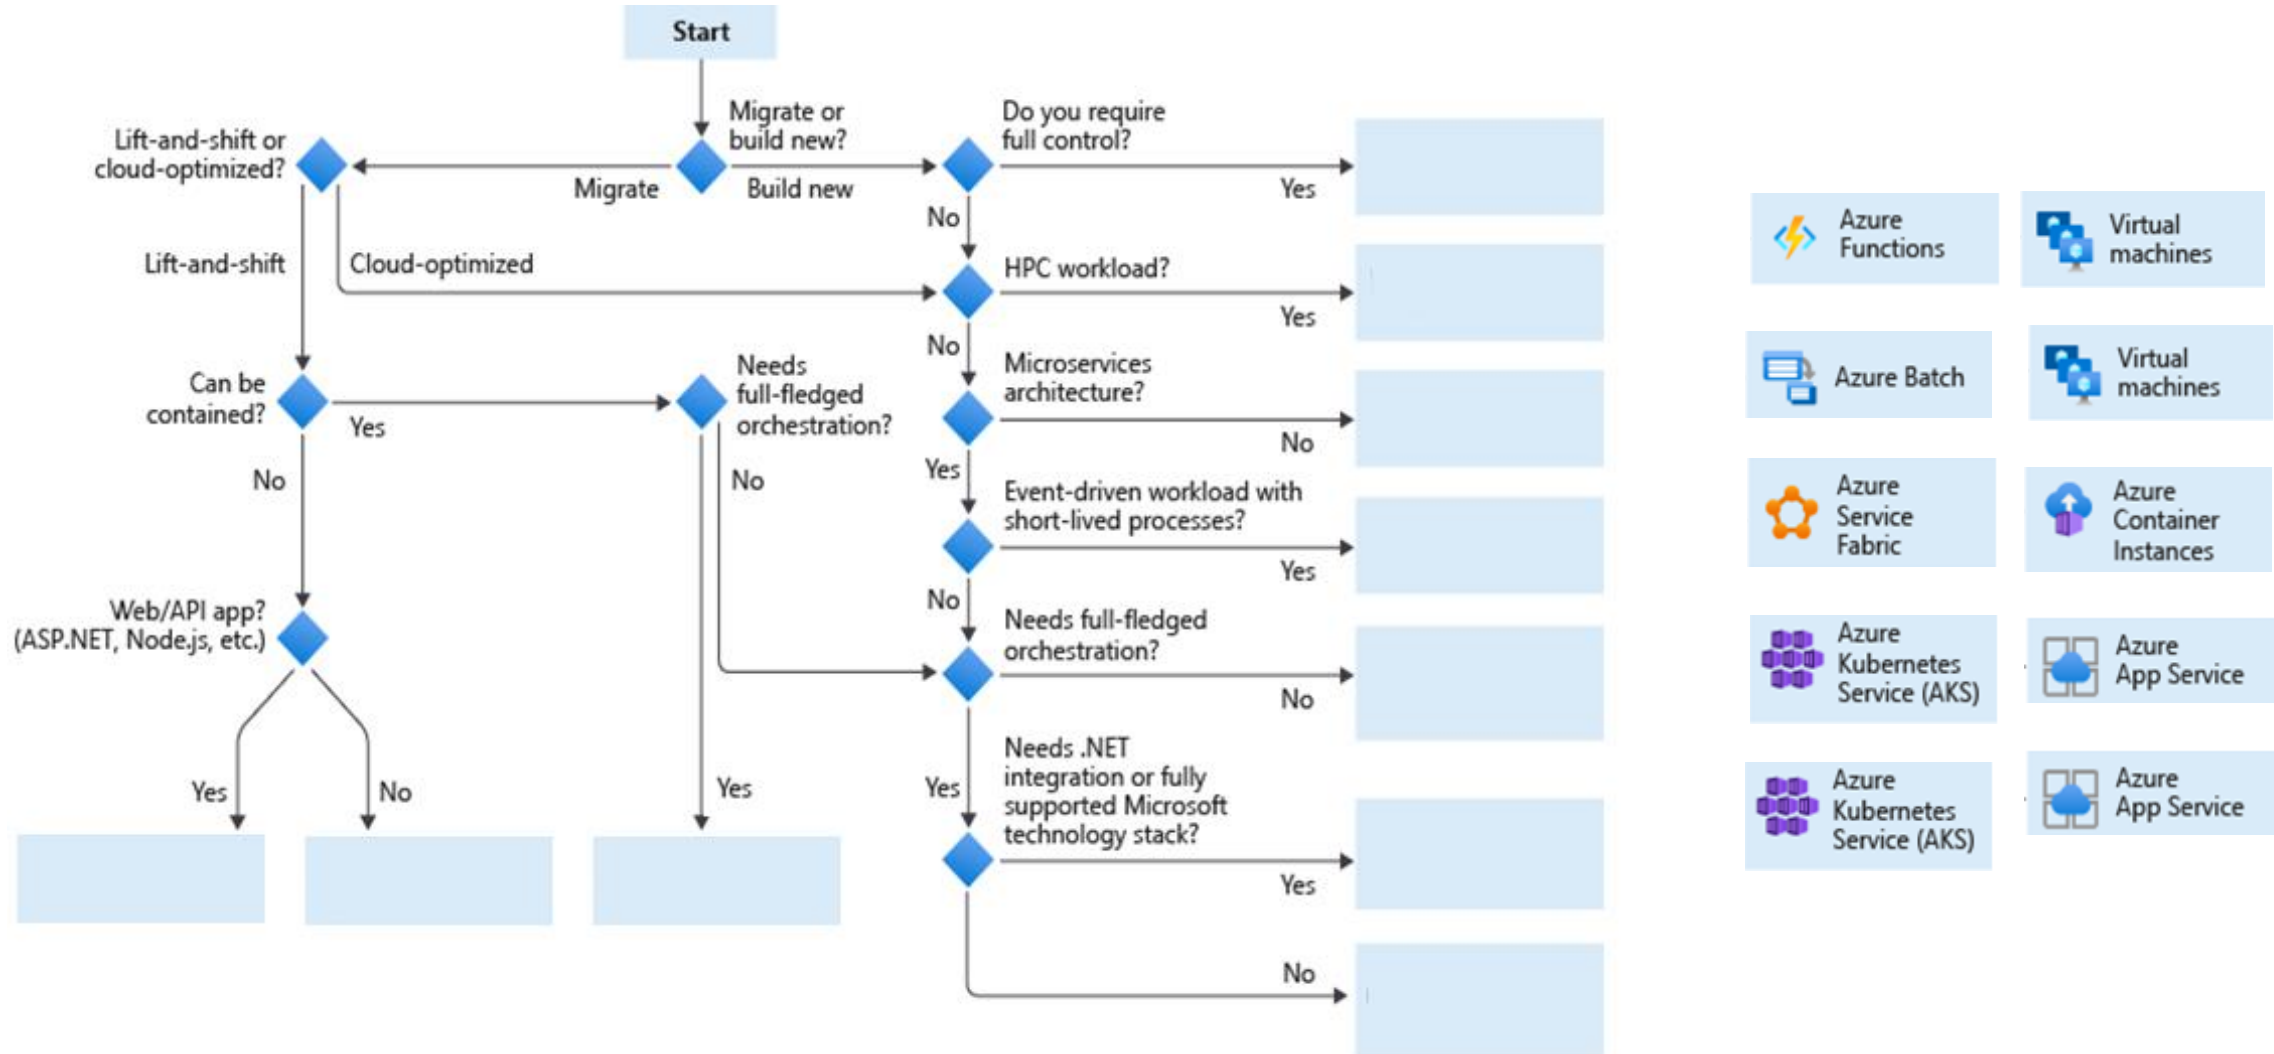 Start
Migrate or
build new?
Do you require
full control?
Lift-and-shift or
cloud-optimized?
Migrate
Build new
Yes
No
Lift-and-shift
Cloud-optimized
HPC workload?
Yes
No
Microservices
architecture?
Needs
full-fledged
orchestration?
Can be
contained?
Yes
No
No
No
Yes
Event-driven workload with
short-lived processes?
Yes
No
Web/API app?
(ASP.NET, Node.js, etc.)
Needs full-fledged
orchestration?
No
Needs .NET
integration or fully
supported Microsoft
technology stack?
Yes
No
Yes
Yes
Yes
No
Azure
Functions
Virtual
machines
Azure Batch
Virtual
machines
Azure
Service
Fabric
Azure
Container
Instances
Azure
Kubernetes
Service (AKS)
Azure
App Service
Azure
Kubernetes
Service (AKS)
Azure
App Service